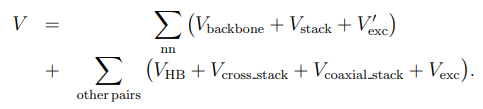 V = ∑ (V_backbone + V_stack + V'_exc)
nn
+ ∑ (V_HB + V_cross_stack + V_coaxial_stack + V_exc).
other pairs